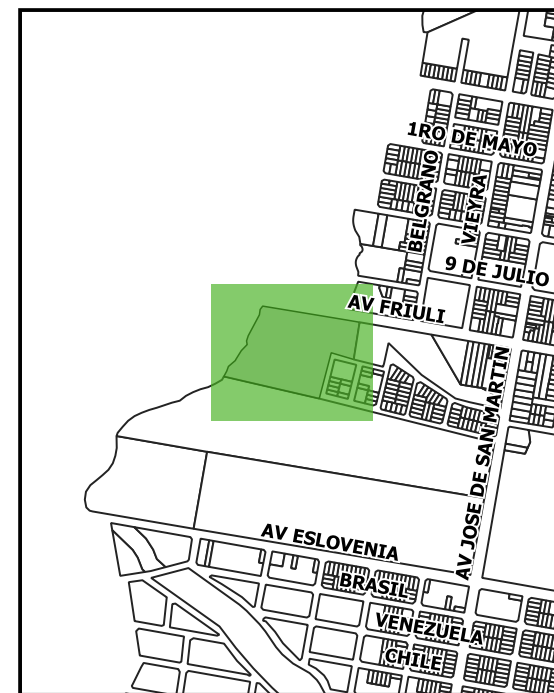 1RO DE MAYO
BELGRANO
VIEYRA
9 DE JULIO
AV FRIULI
AV JOSE DE SAN MARTIN
AV ESLOVENIA
BRASIL
VENEZUELA
CHILE